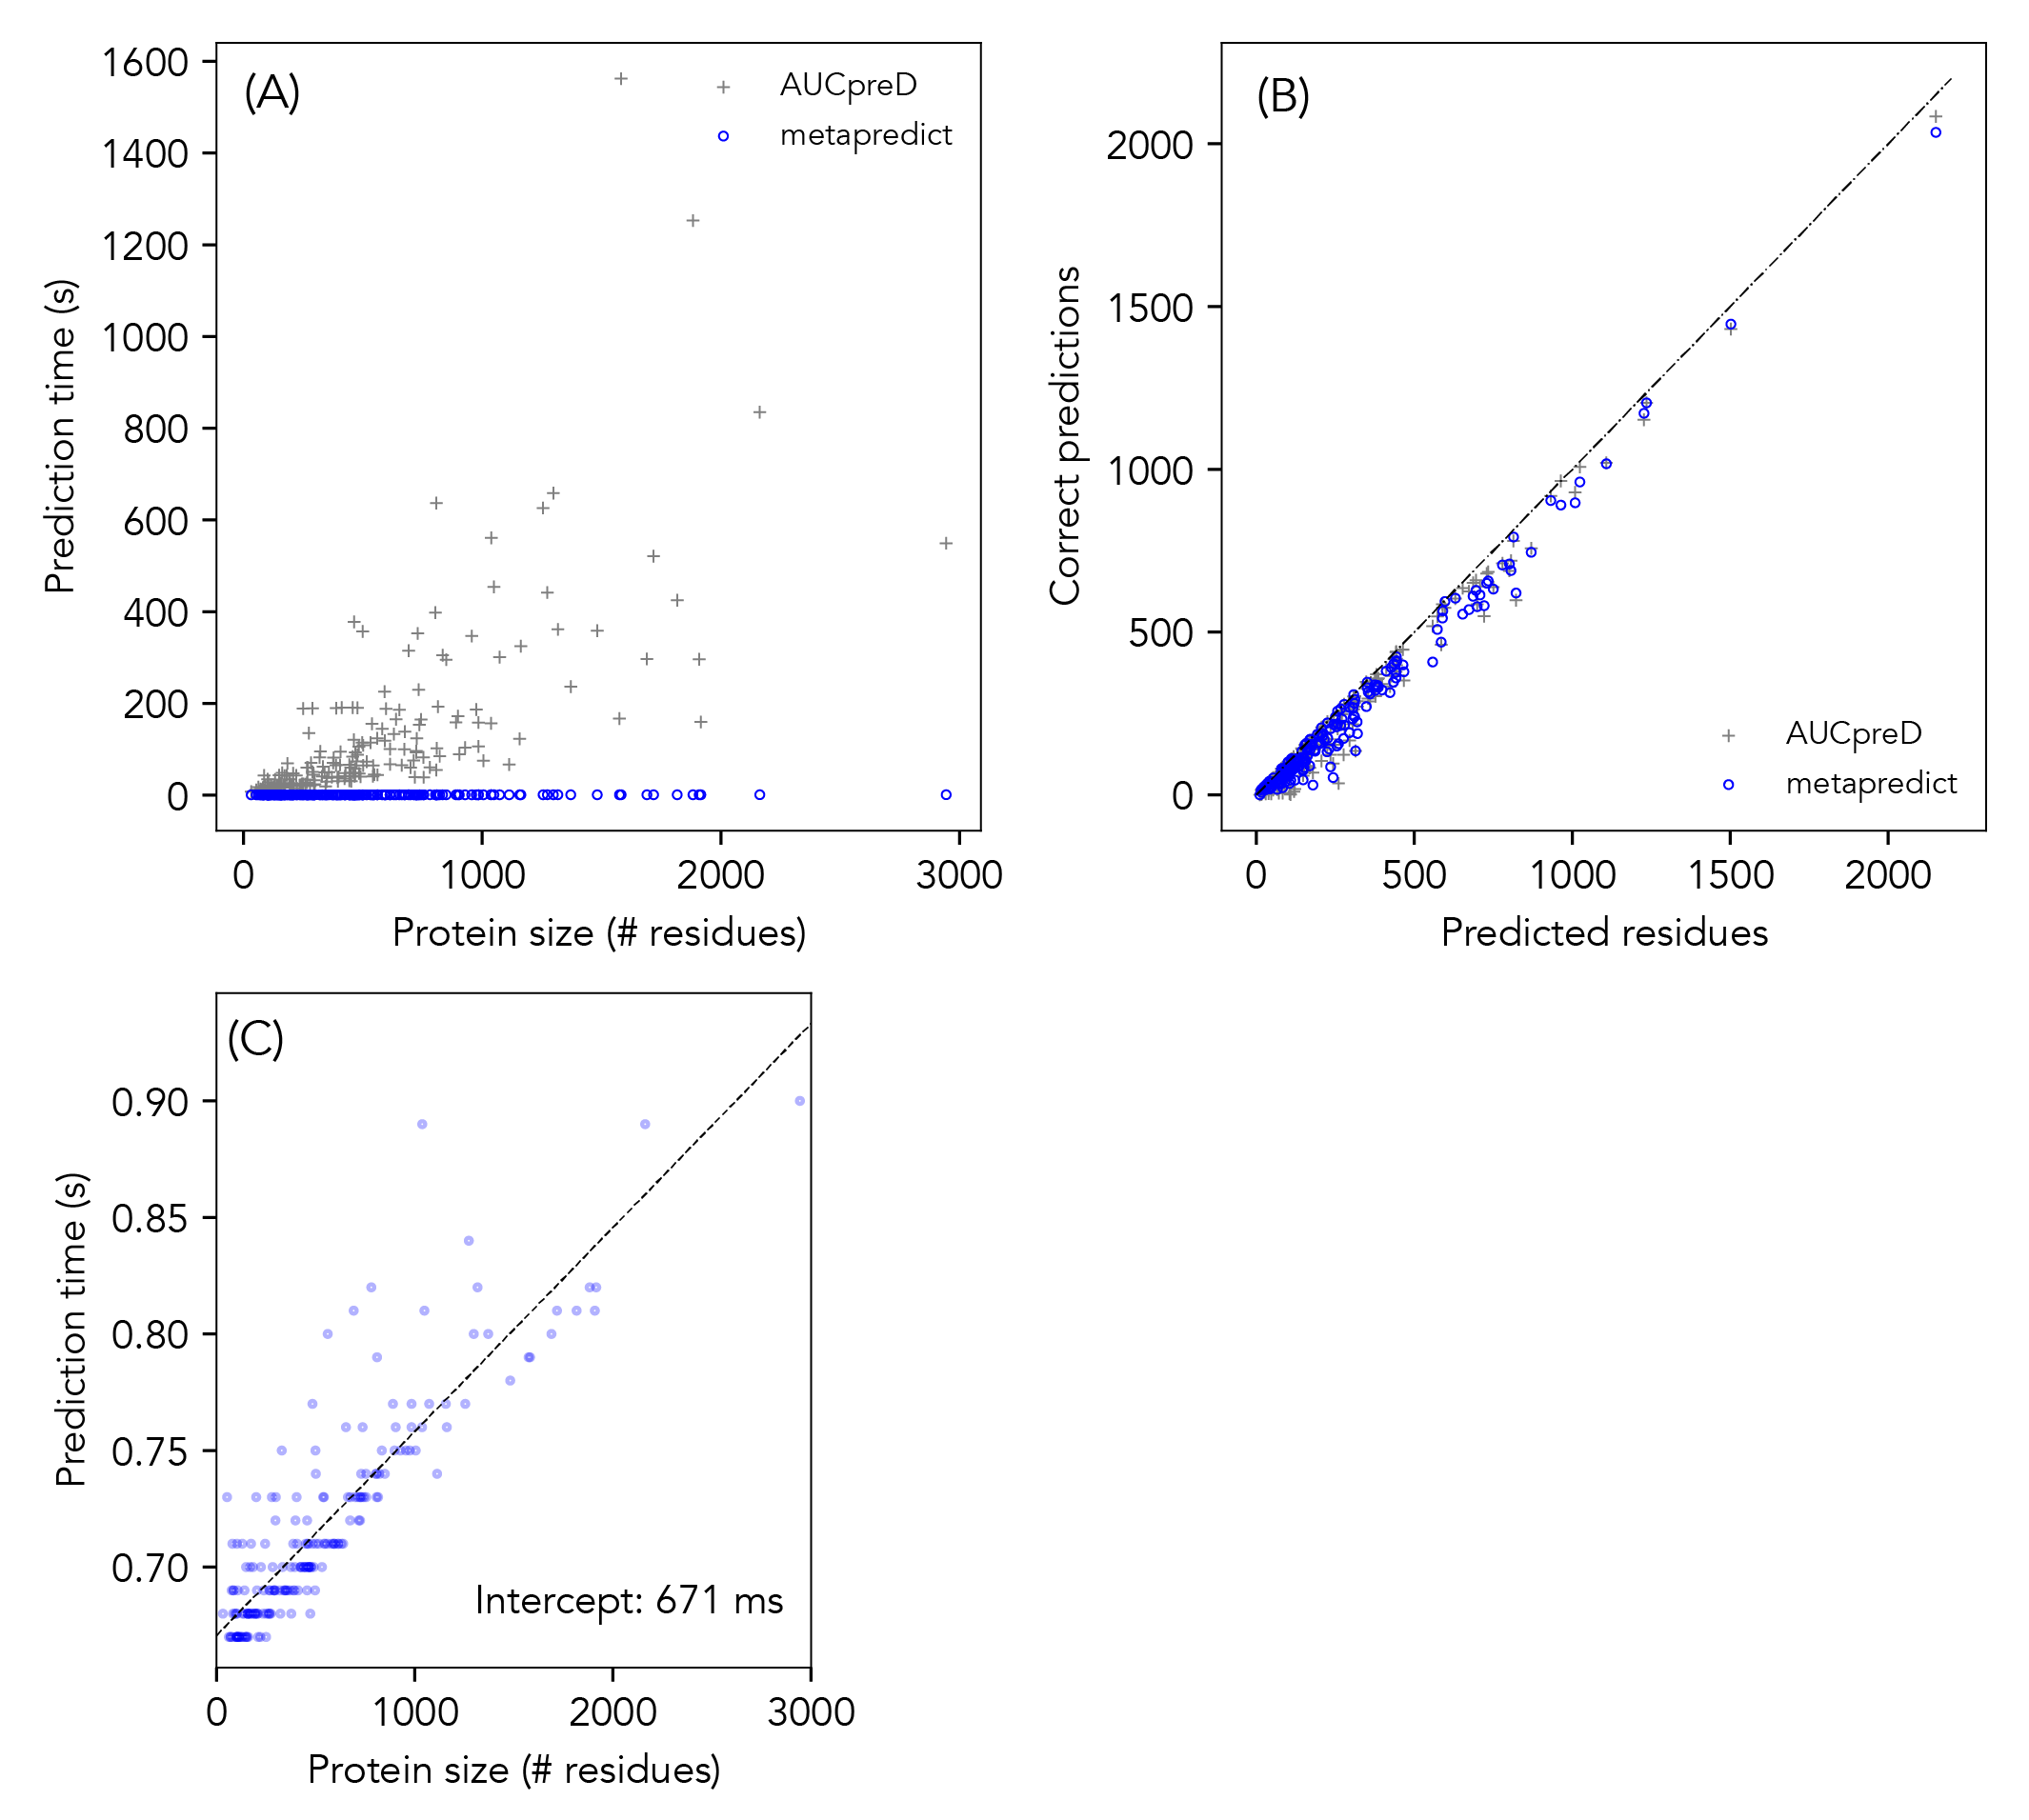 (A)
AUCpreD
metapredict
1600
1400
1200
1000
800
600
400
200
0
Prediction time (s)
0 1000 2000 3000
Protein size (# residues)
(B)
2000
1500
1000
500
0
Correct predictions
AUCpreD
metapredict
0 500 1000 1500 2000
Predicted residues
(C)
0.90
0.85
0.80
0.75
0.70
Prediction time (s)
Intercept: 671 ms
0 1000 2000 3000
Protein size (# residues)